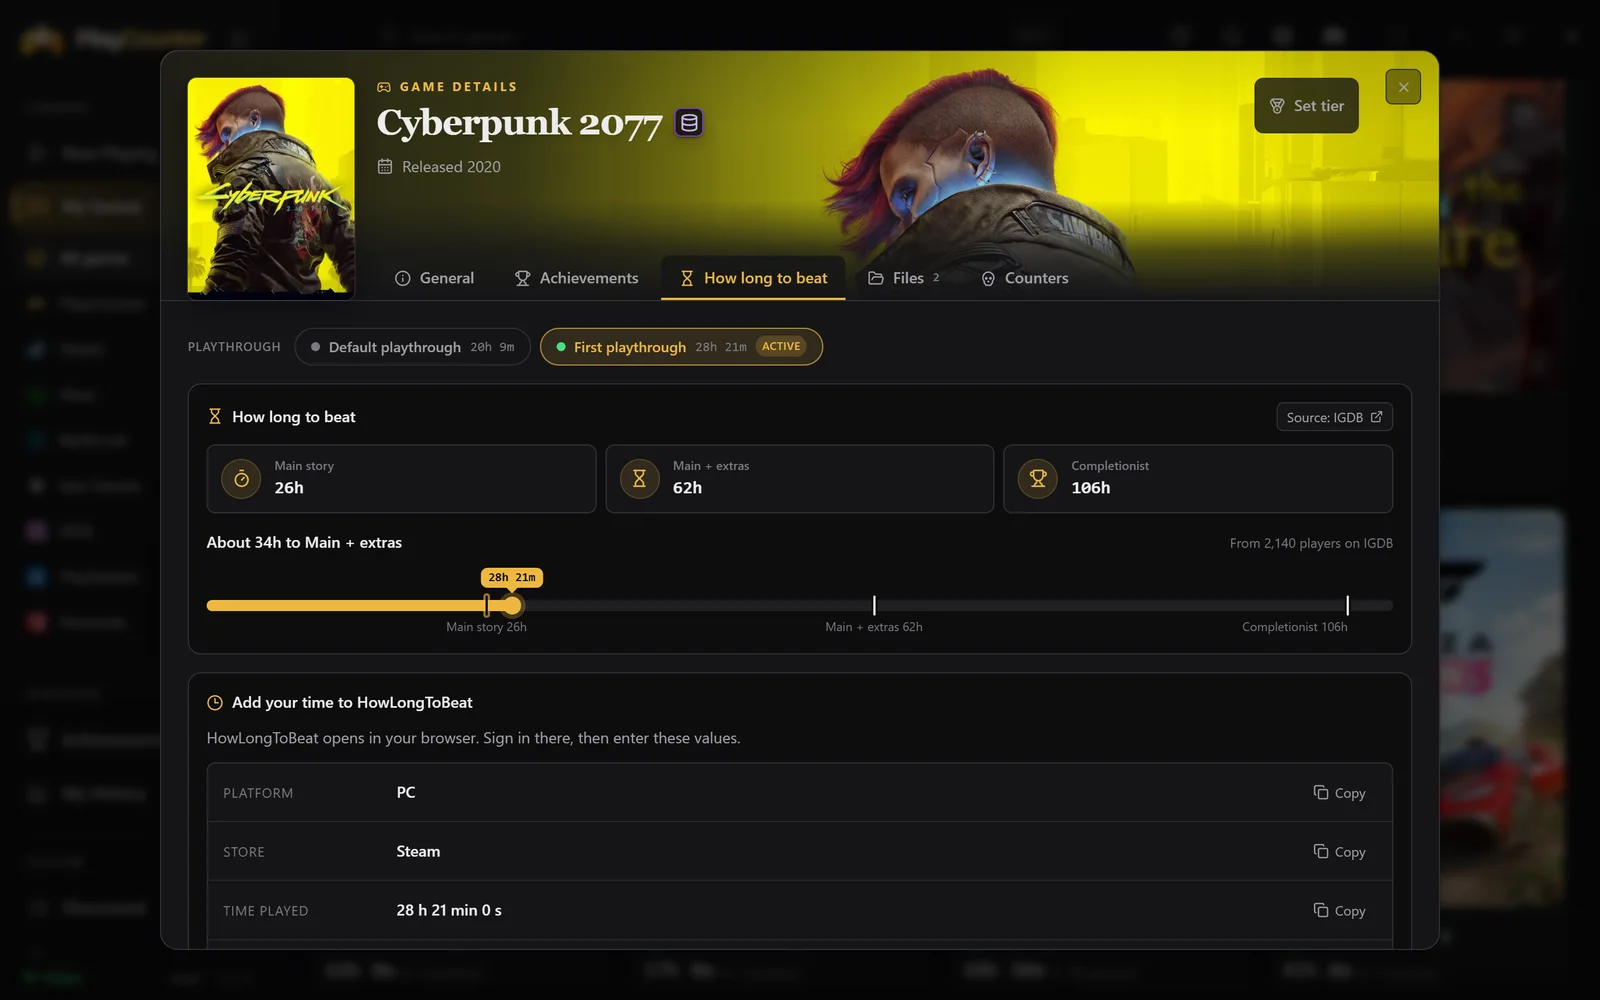 GAME DETAILS
Cyberpunk 2077
Released 2020
Set tier
CYBERPUNK
2077
General
Achievements
How long to beat
Files 2
Counters
PLAYTHROUGH
Default playthrough 20h 9m
First playthrough 28h 21m ACTIVE
How long to beat
Source: IGDB
Main story
26h
Main + extras
62h
Completionist
106h
About 34h to Main + extras
From 2,140 players on IGDB
28h 21m
Main story 26h
Main + extras 62h
Completionist 106h
Add your time to HowLongToBeat
HowLongToBeat opens in your browser. Sign in there, then enter these values.
PLATFORM PC Copy
STORE Steam Copy
TIME PLAYED 28 h 21 min 0 s Copy